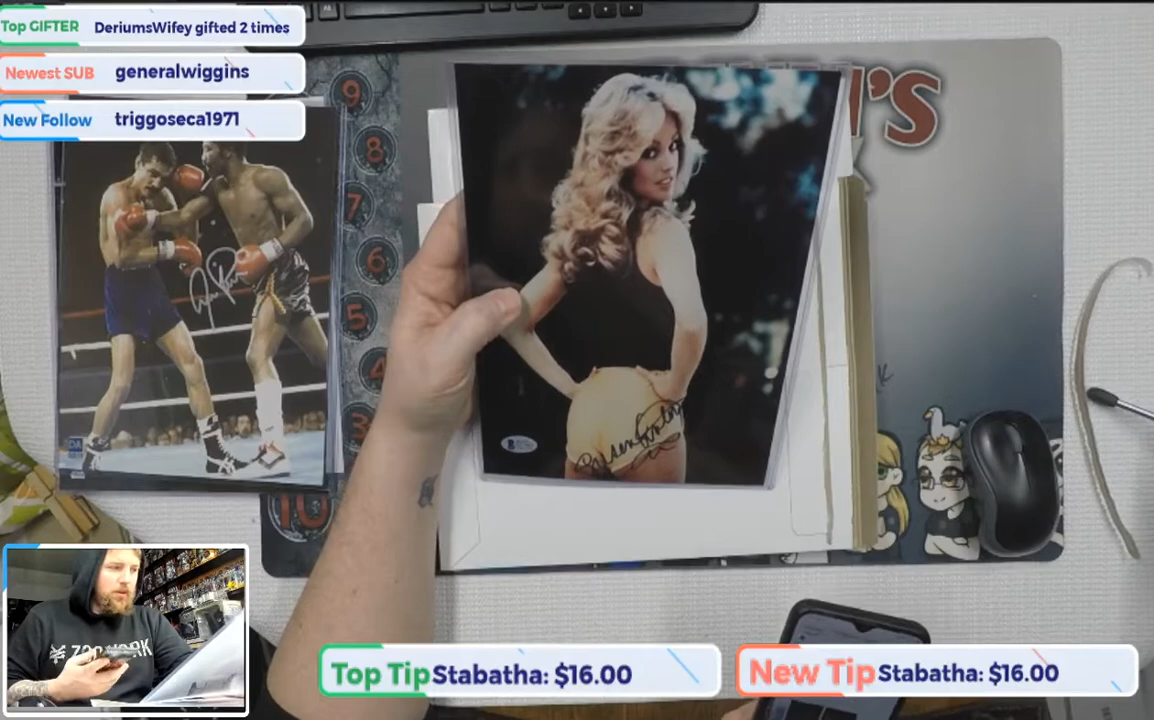 Top GIFTER DeriumsWifey gifted 2 times
Newest SUB generalwiggins
New Follow triggoseca1971
'S
9
8
7
6
5
4
3
10
Top Tip Stabatha: $16.00
New Tip Stabatha: $16.00